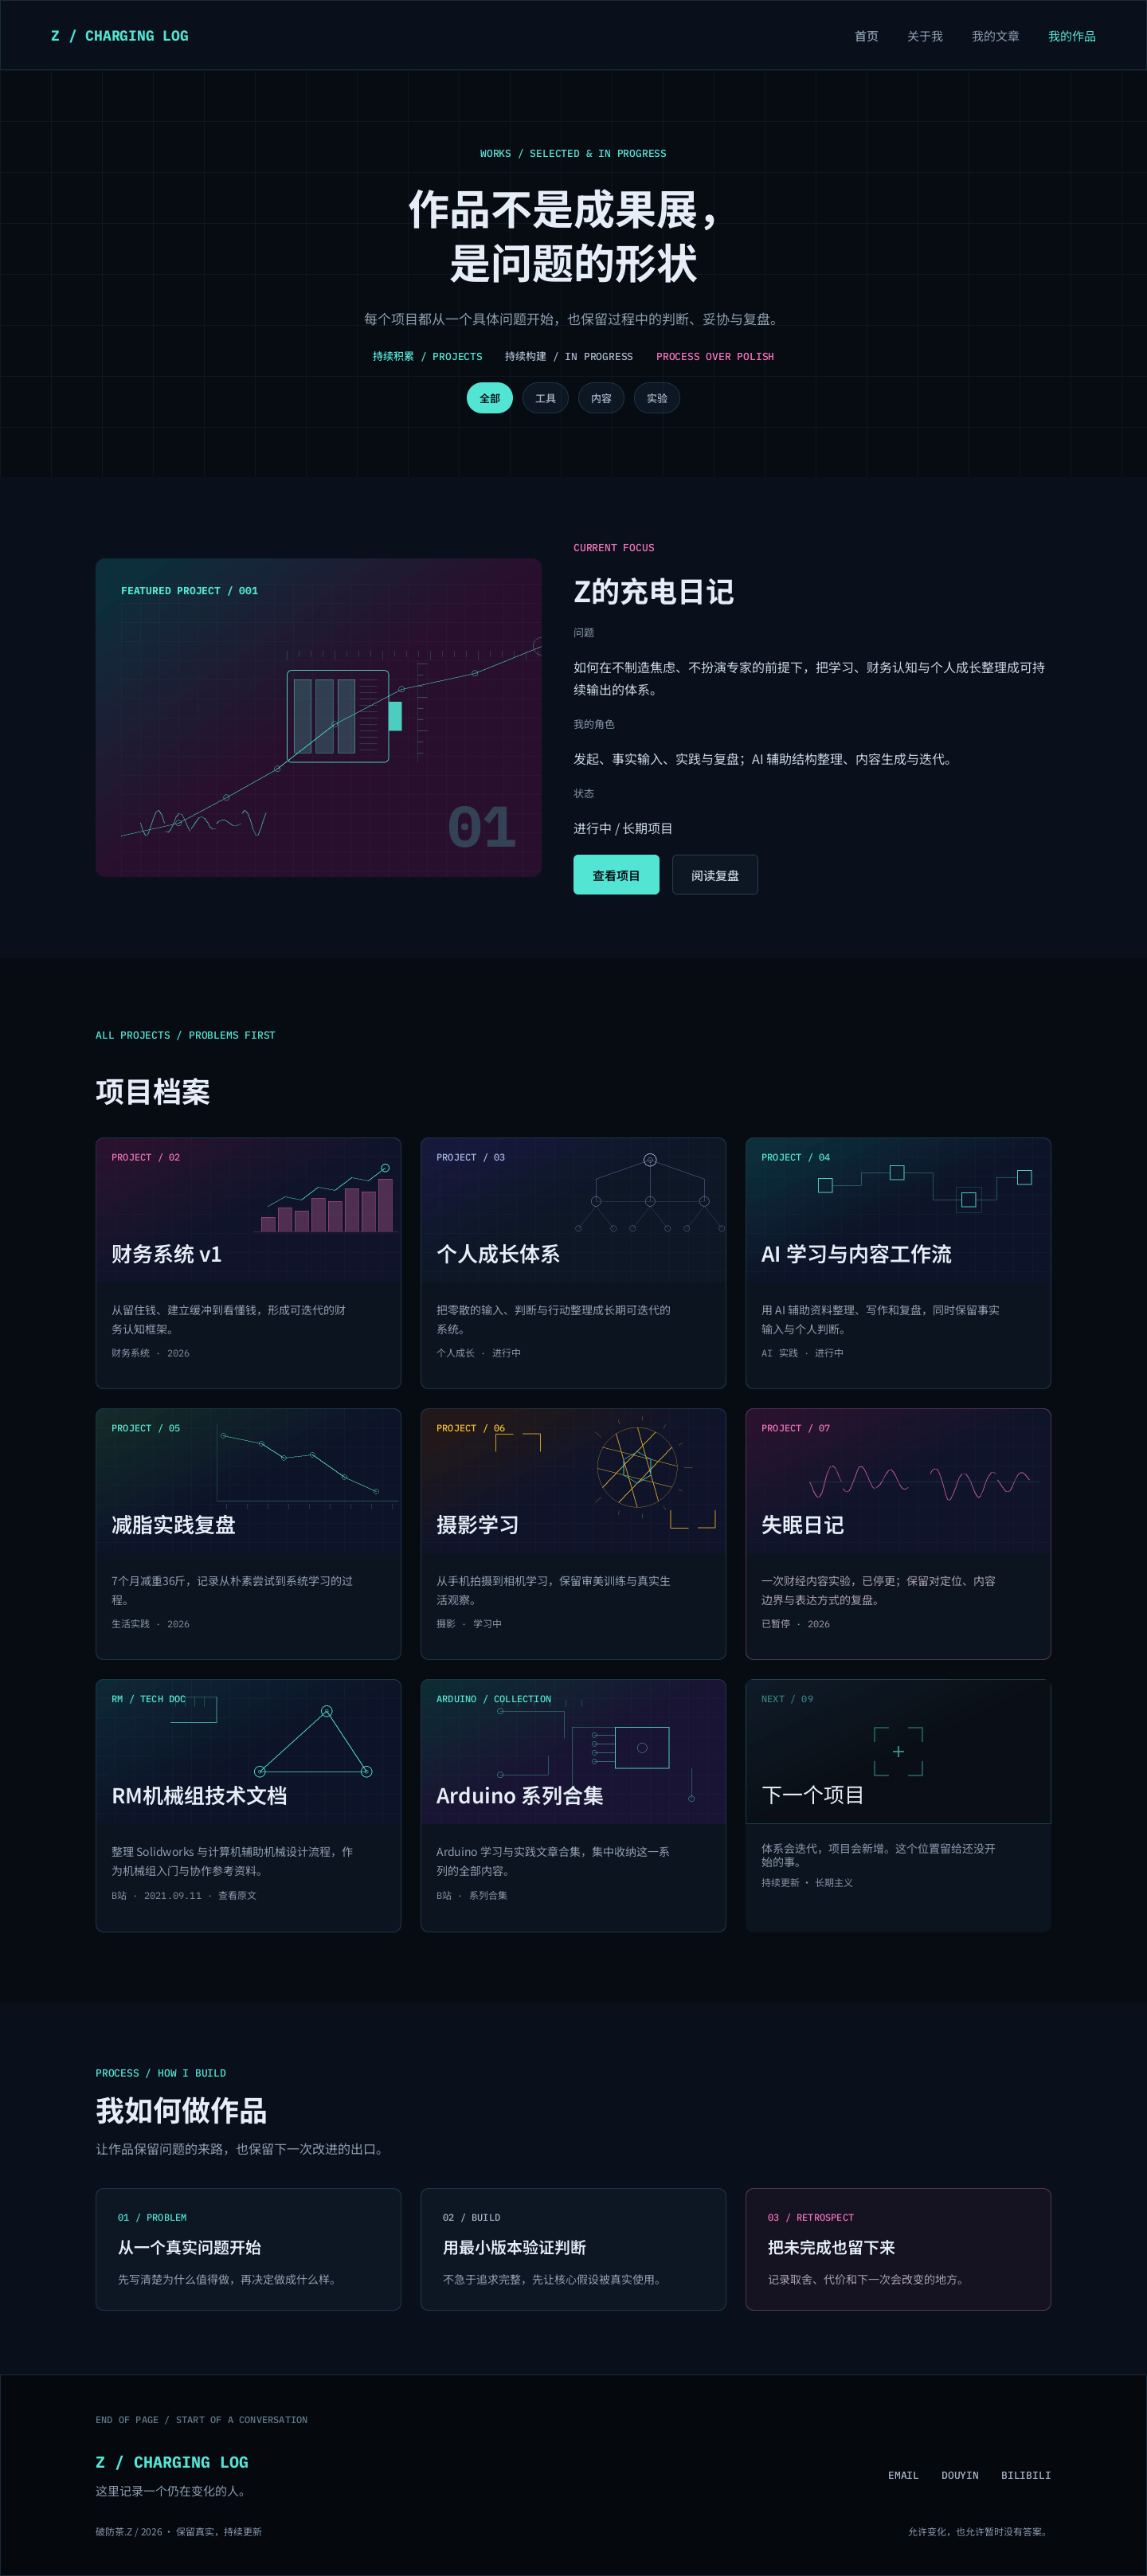 Z / CHARGING LOG
首页 关于我 我的文章 我的作品
WORKS / SELECTED & IN PROGRESS
作品不是成果展，
是问题的形状
每个项目都从一个具体问题开始，也保留过程中的判断、妥协与复盘。
持续积累 / PROJECTS 持续构建 / IN PROGRESS PROCESS OVER POLISH
全部 工具 内容 实验
FEATURED PROJECT / 001
01
CURRENT FOCUS
Z的充电日记
问题
如何在不制造焦虑、不扮演专家的前提下，把学习、财务认知与个人成长整理成可持
续输出的体系。
我的角色
发起、事实输入、实践与复盘；AI 辅助结构整理、内容生成与迭代。
状态
进行中 / 长期项目
查看项目 阅读复盘
ALL PROJECTS / PROBLEMS FIRST
项目档案
PROJECT / 02
财务系统 v1
从留住钱、建立缓冲到看懂钱，形成可迭代的财
务认知框架。
财务系统 · 2026
PROJECT / 03
个人成长体系
把零散的输入、判断与行动整理成长期可迭代的
系统。
个人成长 · 进行中
PROJECT / 04
AI 学习与内容工作流
用 AI 辅助资料整理、写作和复盘，同时保留事实
输入与个人判断。
AI 实践 · 进行中
PROJECT / 05
减脂实践复盘
7个月减重36斤，记录从朴素尝试到系统学习的过
程。
生活实践 · 2026
PROJECT / 06
摄影学习
从手机拍摄到相机学习，保留审美训练与真实生
活观察。
摄影 · 学习中
PROJECT / 07
失眠日记
一次财经内容实验，已停更；保留对定位、内容
边界与表达方式的复盘。
已暂停 · 2026
RM / TECH DOC
RM机械组技术文档
整理 Solidworks 与计算机辅助机械设计流程，作
为机械组入门与协作参考资料。
B站 · 2021.09.11 · 查看原文
ARDUINO / COLLECTION
Arduino 系列合集
Arduino 学习与实践文章合集，集中收纳这一系
列的全部内容。
B站 · 系列合集
NEXT / 09
下一个项目
体系会迭代，项目会新增。这个位置留给还没开
始的事。
持续更新 · 长期主义
PROCESS / HOW I BUILD
我如何做作品
让作品保留问题的来路，也保留下一次改进的出口。
01 / PROBLEM
从一个真实问题开始
先写清楚为什么值得做，再决定做成什么样。
02 / BUILD
用最小版本验证判断
不急于追求完整，先让核心假设被真实使用。
03 / RETROSPECT
把未完成也留下来
记录取舍、代价和下一次会改变的地方。
END OF PAGE / START OF A CONVERSATION
Z / CHARGING LOG
这里记录一个仍在变化的人。
EMAIL DOUYIN BILIBILI
破防茶.Z / 2026 · 保留真实，持续更新
允许变化，也允许暂时没有答案。